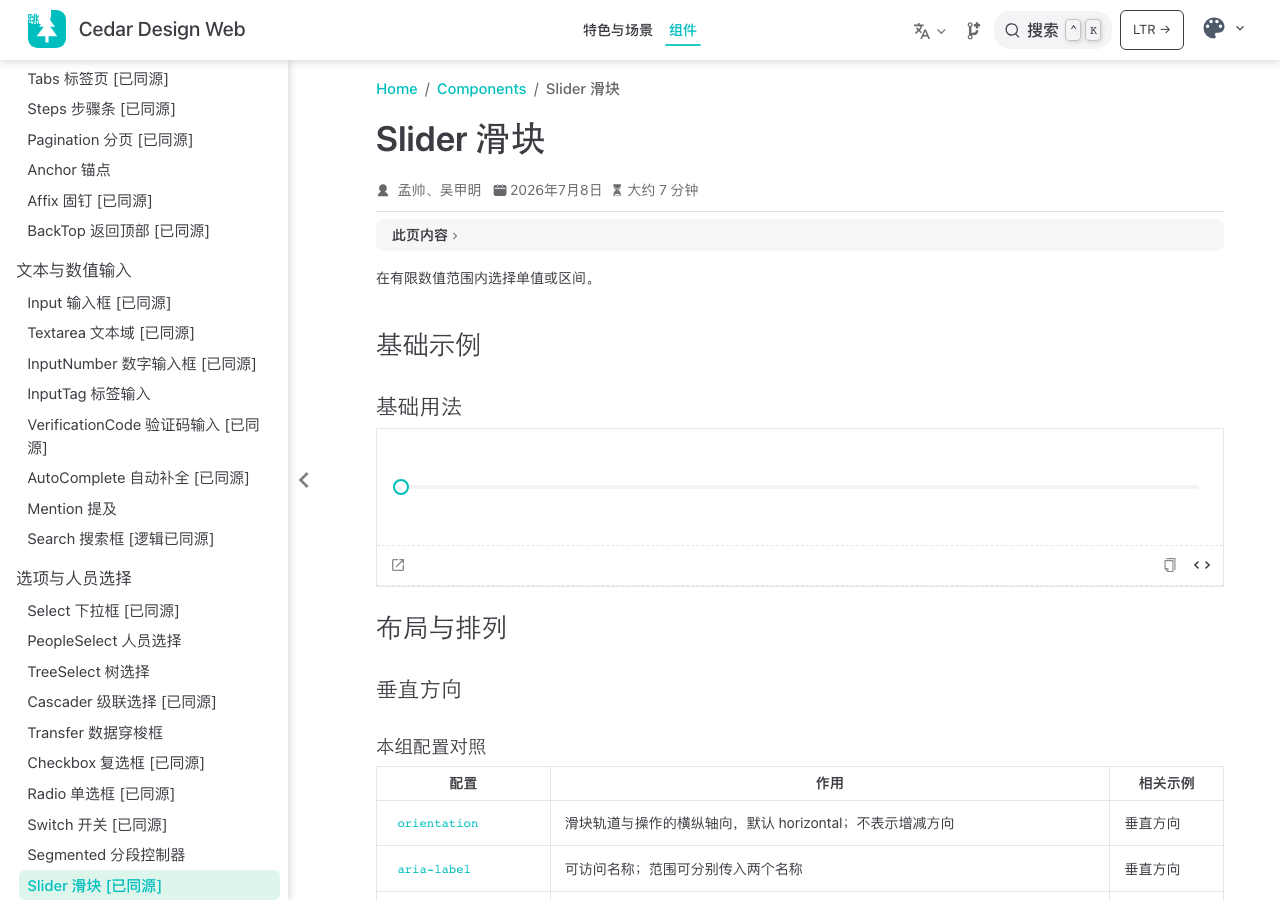 跳
Cedar Design Web
特色与场景
组件
搜索
^
K
LTR →
Tabs 标签页 [已同源]
Steps 步骤条 [已同源]
Pagination 分页 [已同源]
Anchor 锚点
Affix 固钉 [已同源]
BackTop 返回顶部 [已同源]
文本与数值输入
Input 输入框 [已同源]
Textarea 文本域 [已同源]
InputNumber 数字输入框 [已同源]
InputTag 标签输入
VerificationCode 验证码输入 [已同
源]
AutoComplete 自动补全 [已同源]
Mention 提及
Search 搜索框 [逻辑已同源]
选项与人员选择
Select 下拉框 [已同源]
PeopleSelect 人员选择
TreeSelect 树选择
Cascader 级联选择 [已同源]
Transfer 数据穿梭框
Checkbox 复选框 [已同源]
Radio 单选框 [已同源]
Switch 开关 [已同源]
Segmented 分段控制器
Slider 滑块 [已同源]
Home / Components / Slider 滑块
Slider 滑块
孟帅、吴甲明 2026年7月8日 大约 7 分钟
此页内容
在有限数值范围内选择单值或区间。
基础示例
基础用法
布局与排列
垂直方向
本组配置对照
配置 作用 相关示例
orientation 滑块轨道与操作的横纵轴向，默认 horizontal；不表示增减方向 垂直方向
aria-label 可访问名称；范围可分别传入两个名称 垂直方向